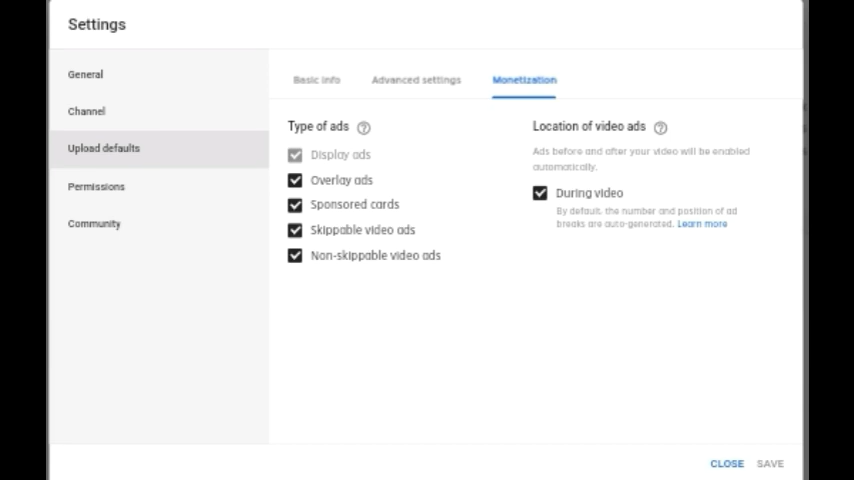 Settings
General
Channel
Upload defaults
Permissions
Community
Basic info
Advanced settings
Monetization
Type of ads
Display ads
Overlay ads
Sponsored cards
Skippable video ads
Non-skippable video ads
Location of video ads
Ads before and after your video will be enabled
automatically.
During video
By default, the number and position of ad
breaks are auto-generated. Learn more
CLOSE
SAVE